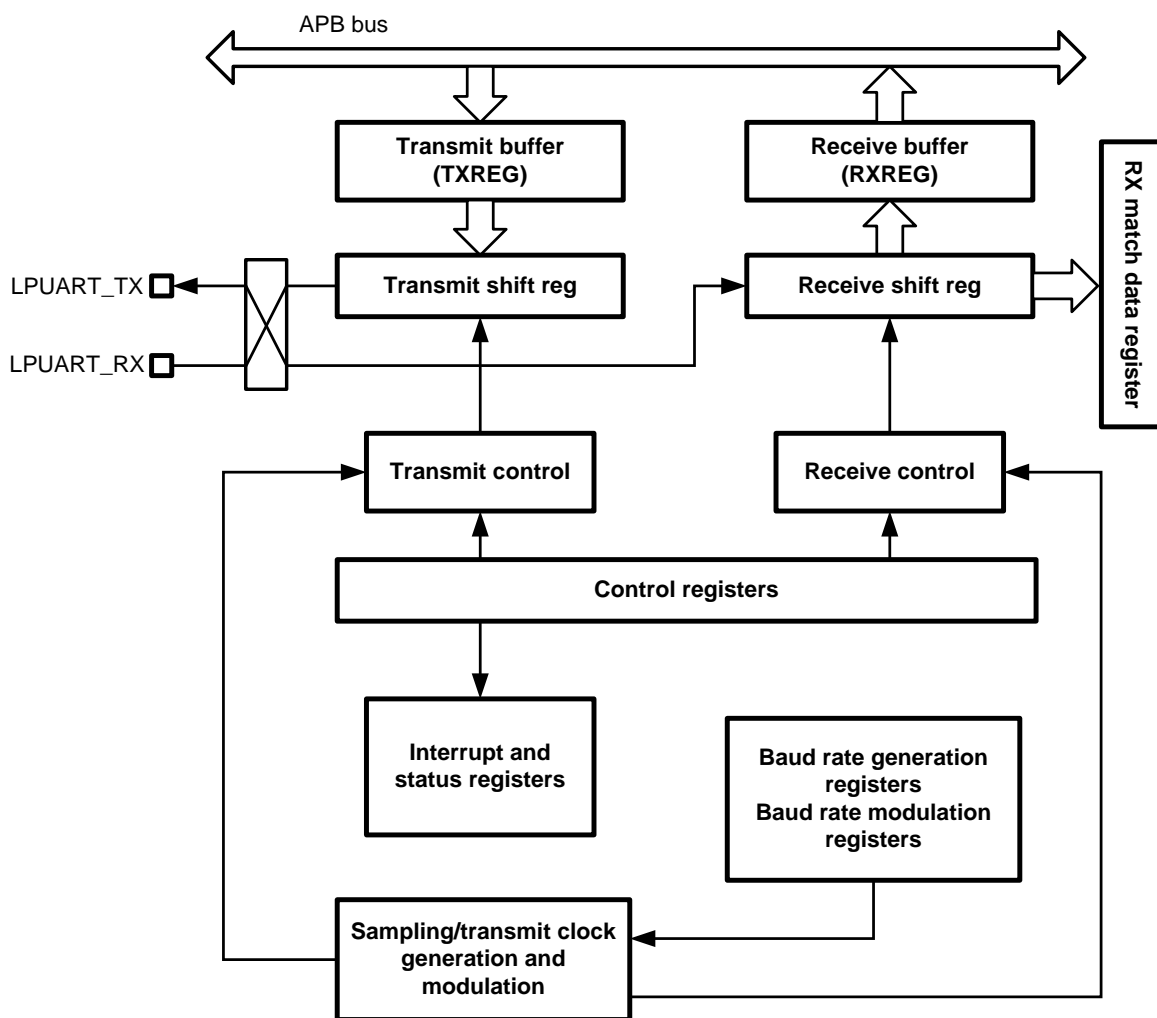 APB bus
Transmit buffer
(TXREG)
Receive buffer
(RXREG)
RX match data register
LPUART_TX
Transmit shift reg
Receive shift reg
LPUART_RX
Transmit control
Receive control
Control registers
Interrupt and
status registers
Baud rate generation
registers
Baud rate modulation
registers
Sampling/transmit clock
generation and
modulation